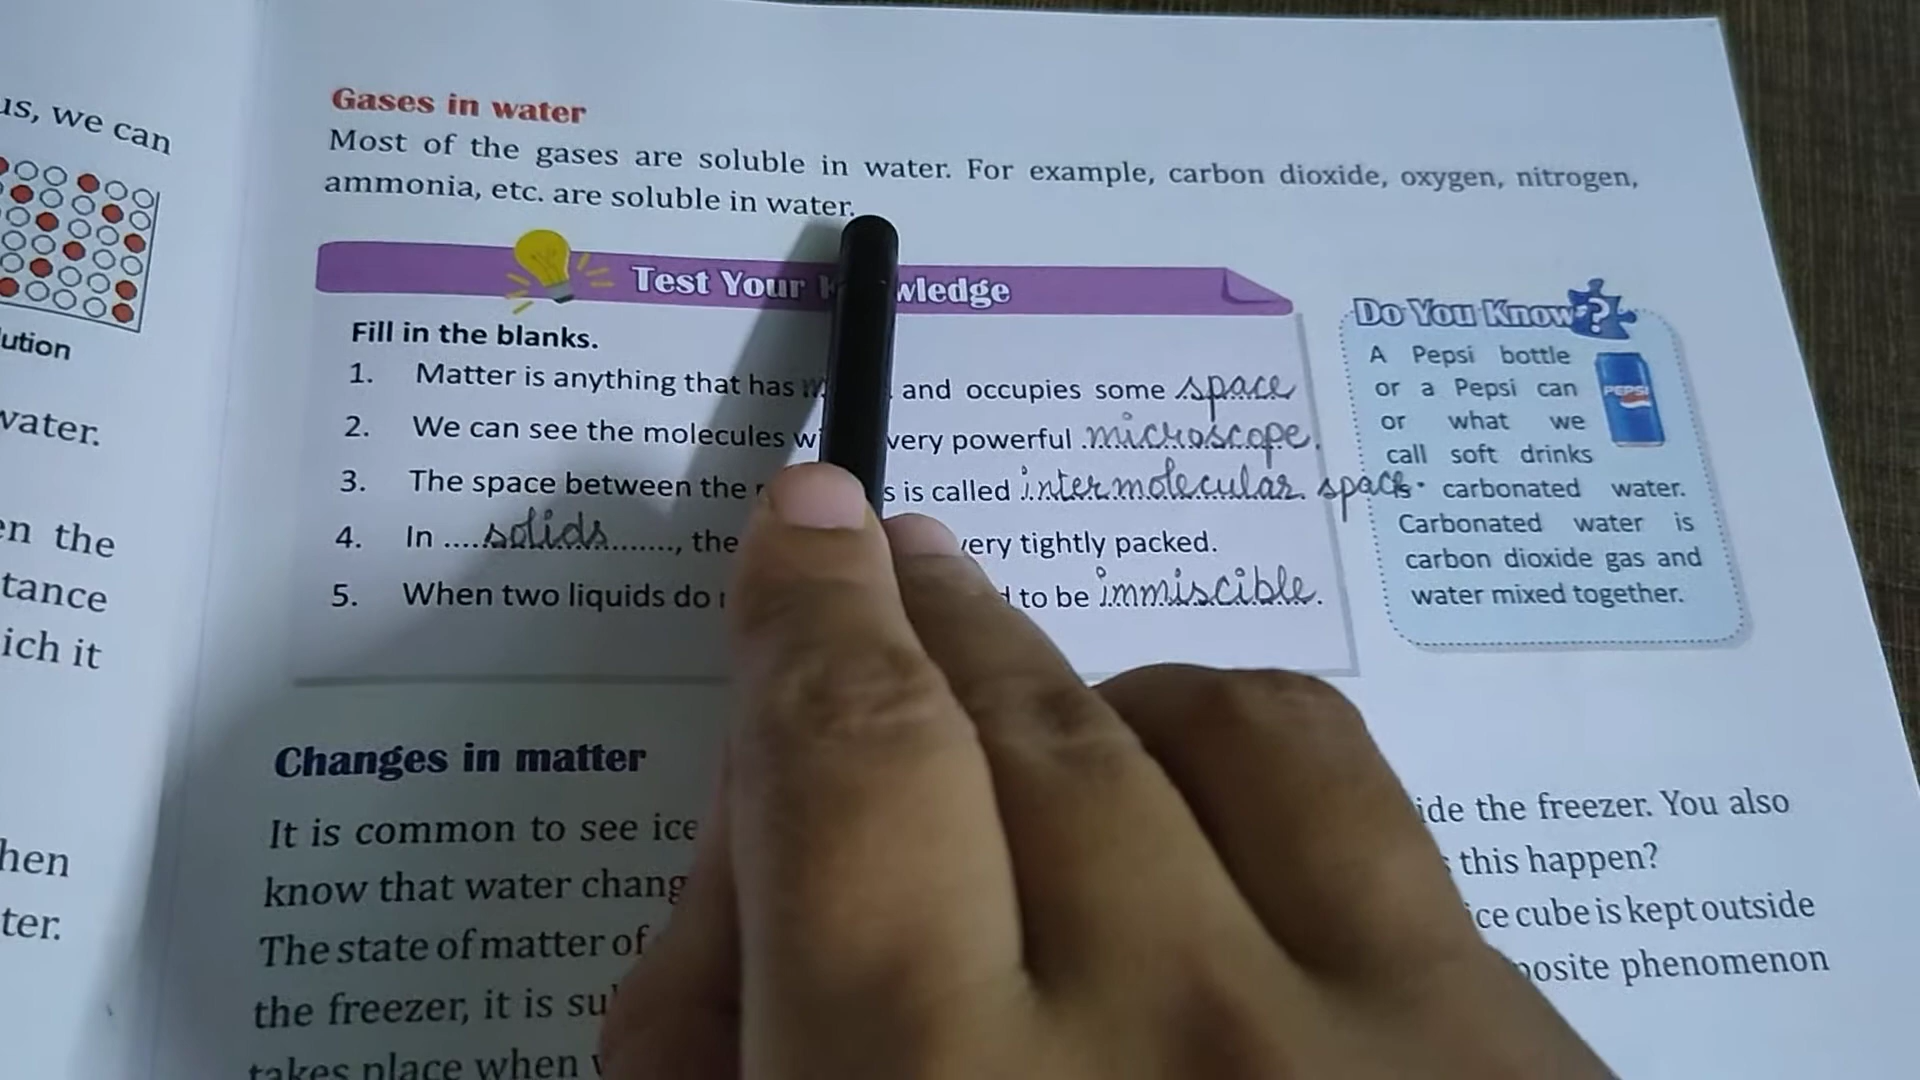 us, we can
ution
water.
en the
tance
ich it
hen
ter.
Gases in water
Most of the gases are soluble in water. For example, carbon dioxide, oxygen, nitrogen,
ammonia, etc. are soluble in water.
Test Your wledge
Fill in the blanks.
1. Matter is anything that has and occupies some space
2. We can see the molecules very powerful microscope.
3. The space between the s is called intermolecular space.
4. In ....solids........., the very tightly packed.
5. When two liquids do to be immiscible.
Do You Know?
A Pepsi bottle
or a Pepsi can
or what we
call soft drinks
is carbonated water.
Carbonated water is
carbon dioxide gas and
water mixed together.
PEPSI
Changes in matter
It is common to see ice ide the freezer. You also
know that water chang this happen?
The state of matter of ice cube is kept outside
the freezer, it is su posite phenomenon
takes place when